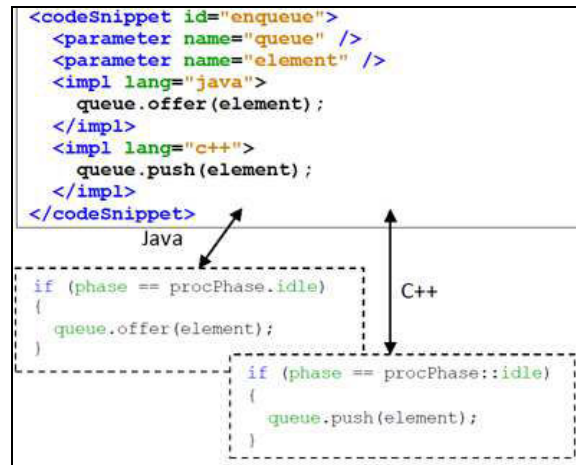 <codeSnippet id="enqueue">
  <parameter name="queue" />
  <parameter name="element" />
  <impl lang="java">
    queue.offer(element);
  </impl>
  <impl lang="c++">
    queue.push(element);
  </impl>
</codeSnippet>
Java
C++
if (phase == procPhase.idle)
{
  queue.offer(element);
}
if (phase == procPhase::idle)
{
  queue.push(element);
}